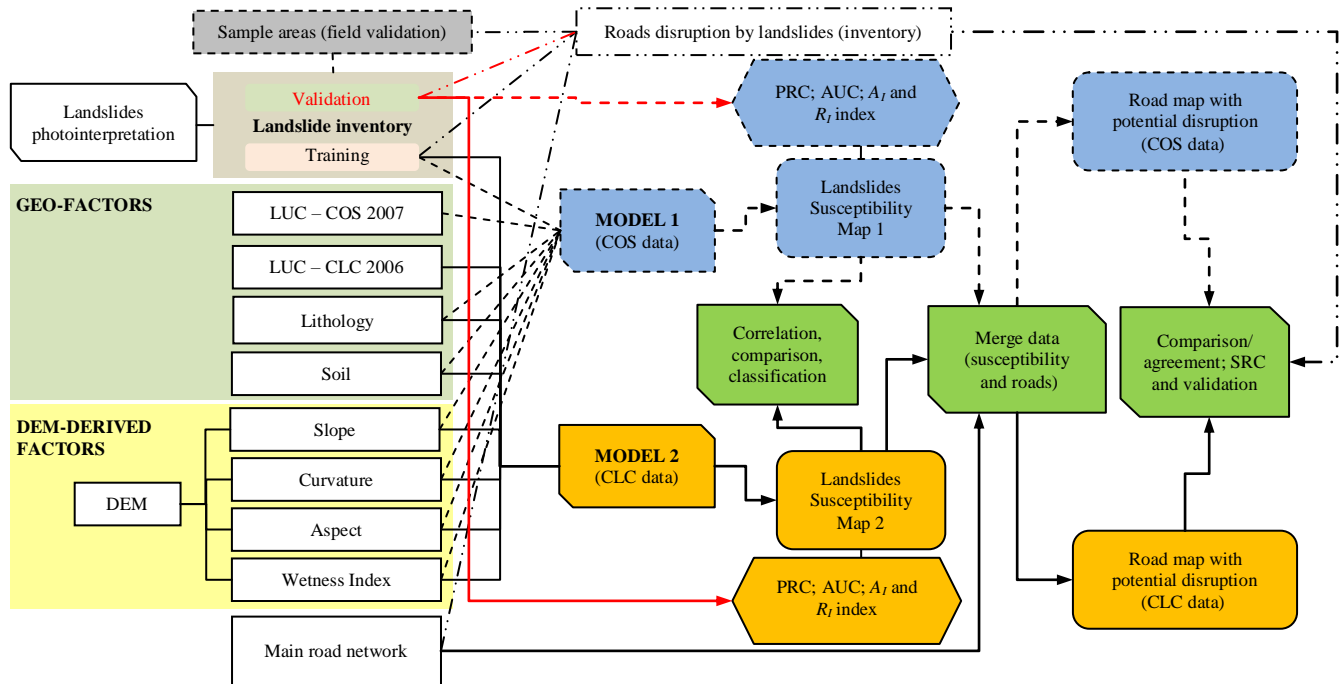 Sample areas (field validation)
Roads disruption by landslides (inventory)
Landslides
photointerpretation
Validation
Landslide inventory
Training
PRC; AUC; A_I and
R_I index
Road map with
potential disruption
(COS data)
GEO-FACTORS
LUC – COS 2007
LUC – CLC 2006
Lithology
Soil
MODEL 1
(COS data)
Landslides
Susceptibility
Map 1
Correlation,
comparison,
classification
Merge data
(susceptibility
and roads)
Comparison/
agreement; SRC
and validation
DEM-DERIVED
FACTORS
DEM
Slope
Curvature
Aspect
Wetness Index
MODEL 2
(CLC data)
Landslides
Susceptibility
Map 2
PRC; AUC; A_I and
R_I index
Road map with
potential disruption
(CLC data)
Main road network